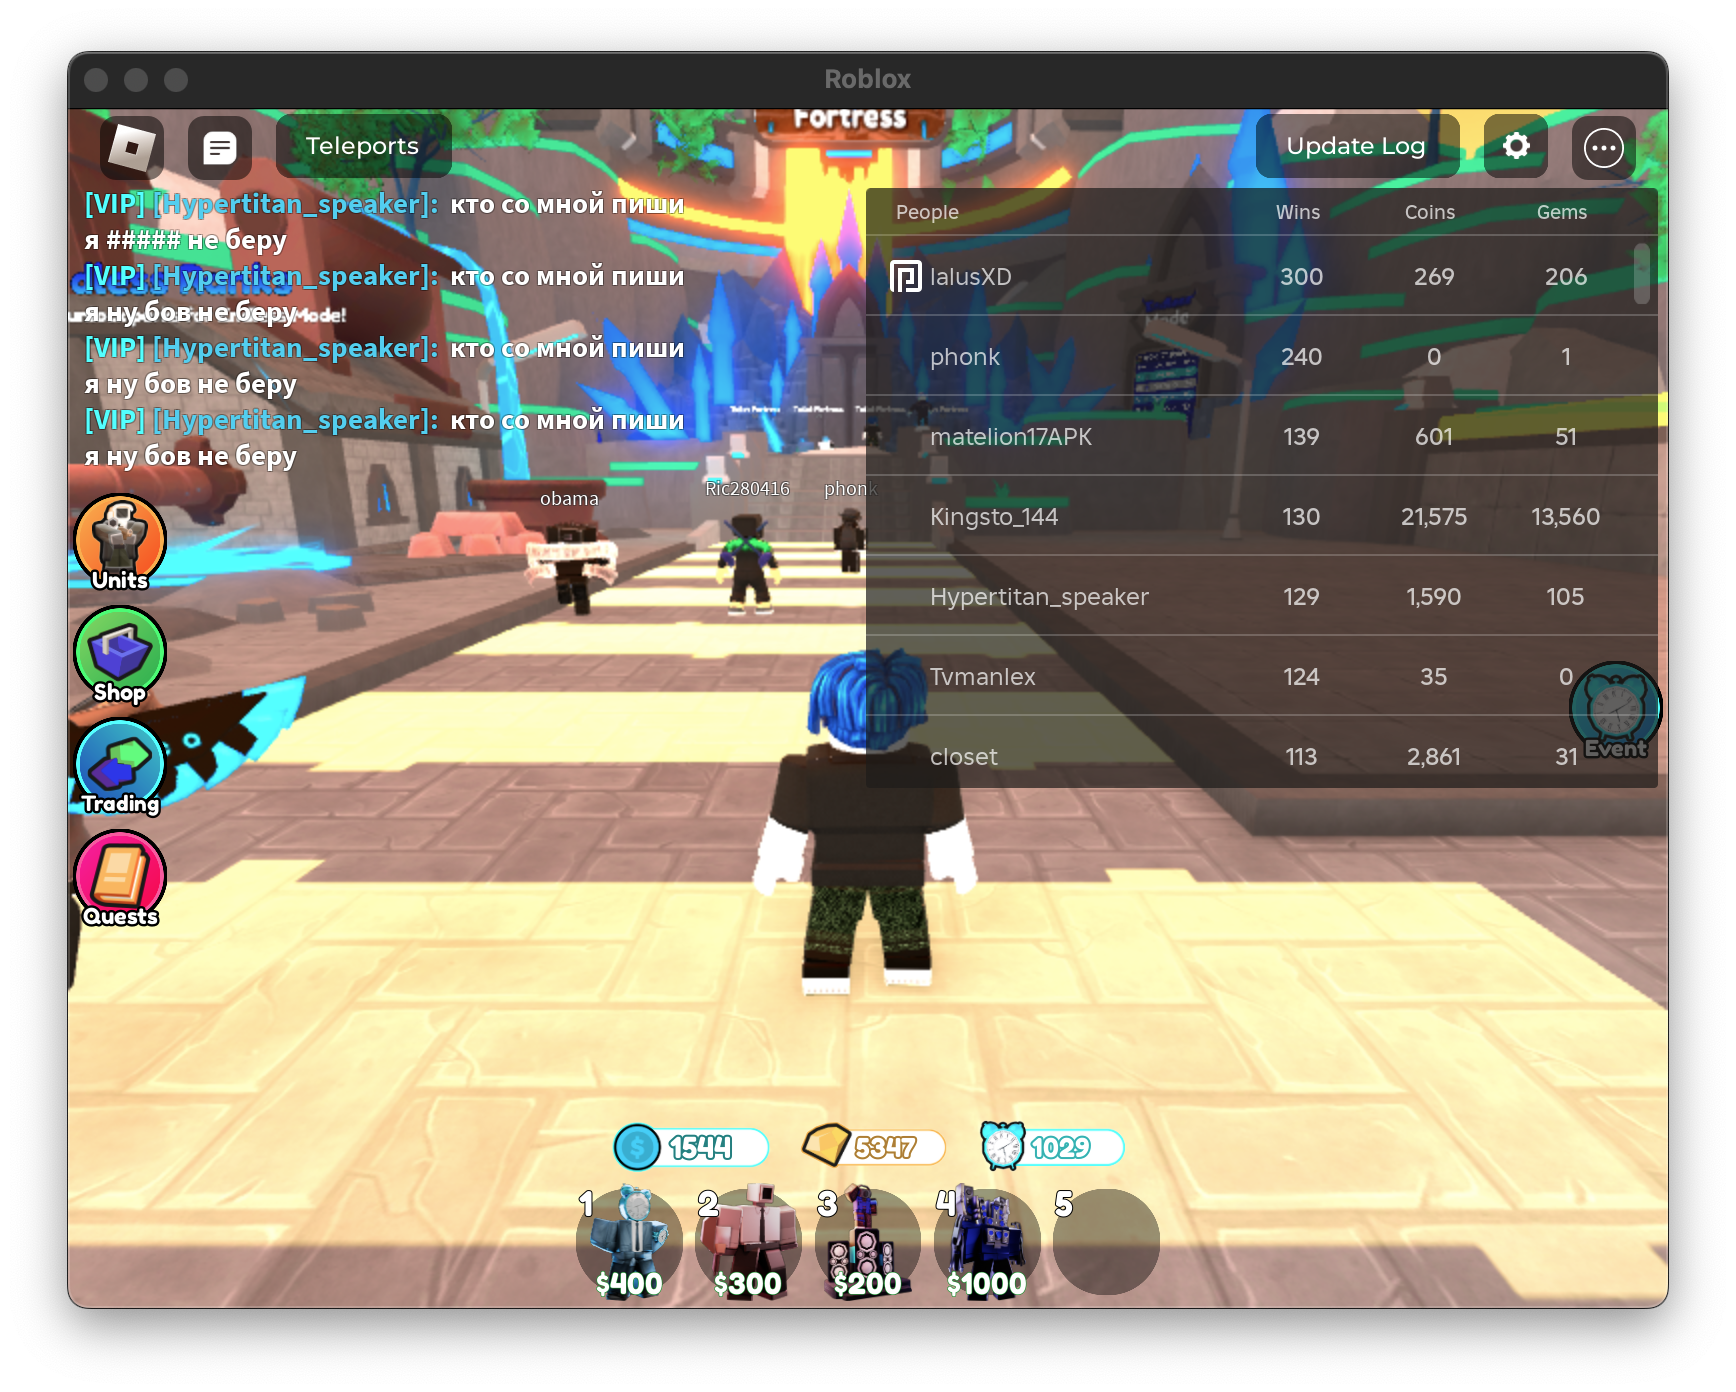 Roblox
Fortress
Teleports
Update Log
[VIP] [Hypertitan_speaker]: кто со мной пиши
я ##### не беру
[VIP] [Hypertitan_speaker]: кто со мной пиши
я ну бов не беру
[VIP] [Hypertitan_speaker]: кто со мной пиши
я ну бов не беру
[VIP] [Hypertitan_speaker]: кто со мной пиши
я ну бов не беру
Mode!
People Wins Coins Gems
lalusXD 300 269 206
phonk 240 0 1
matelion17APK 139 601 51
Kingsto_144 130 21,575 13,560
Hypertitan_speaker 129 1,590 105
Tvmanlex 124 35 0
closet 113 2,861 31
Mode
obama
Ric280416
phonk
Units
Shop
Trading
Quests
Event
1544
5347
1029
1 2 3 4 5
$400 $300 $200 $1000